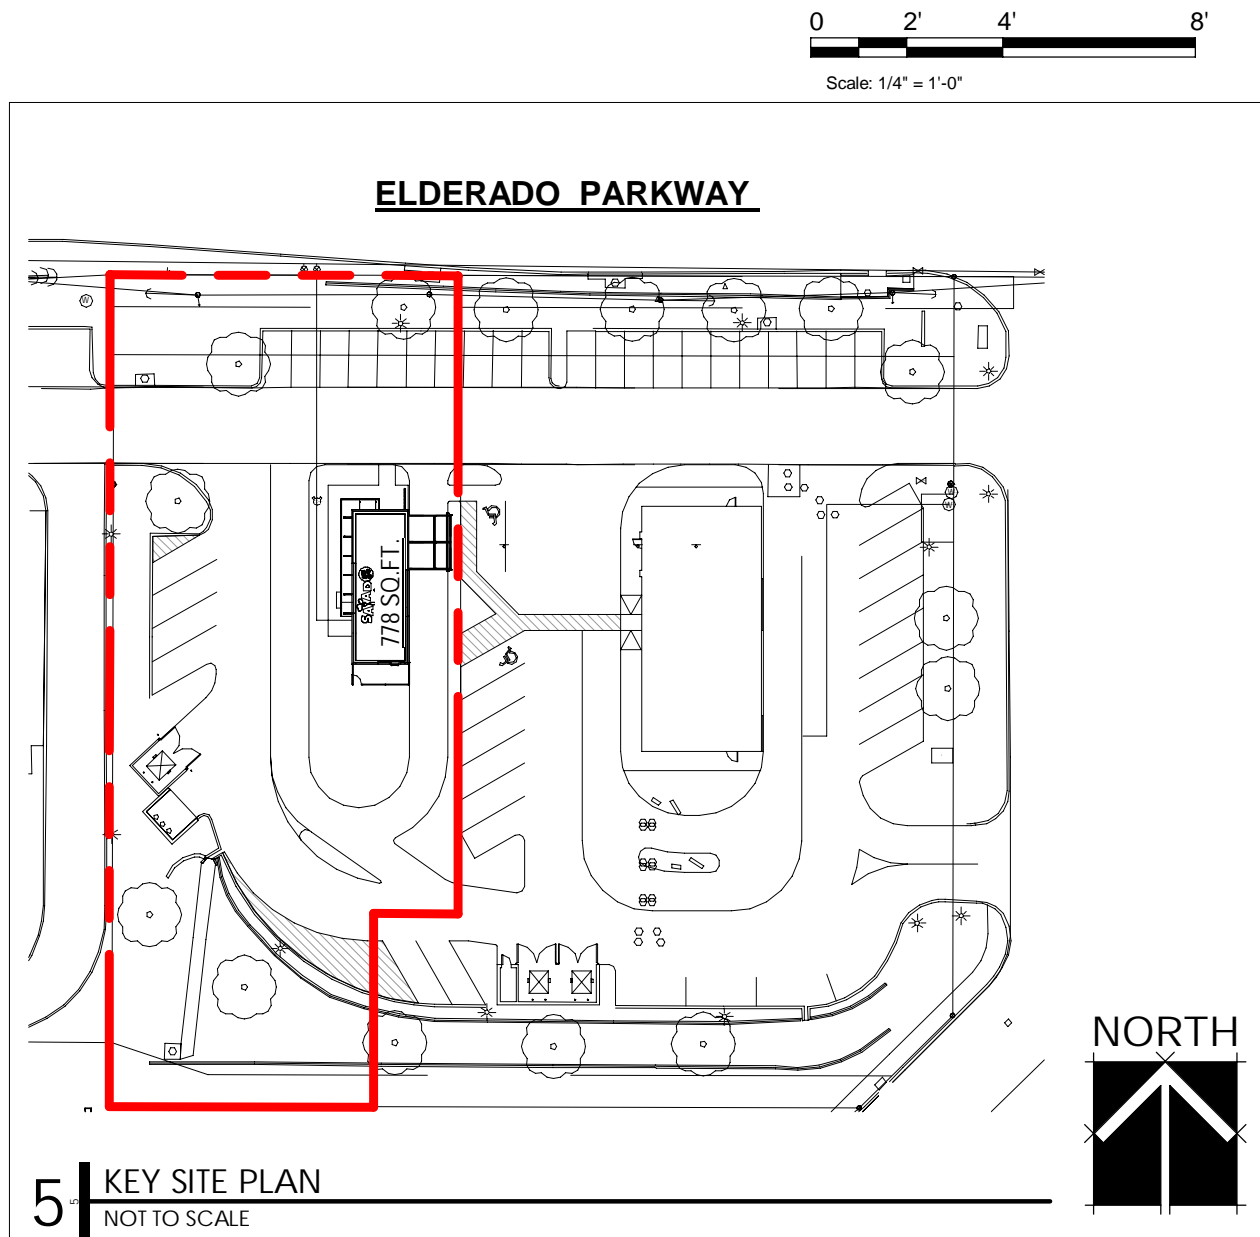 0 2' 4' 8'
Scale: 1/4" = 1'-0"
ELDERADO PARKWAY
W
W
W
778 SQ.FT.
NORTH
5
5
KEY SITE PLAN
NOT TO SCALE